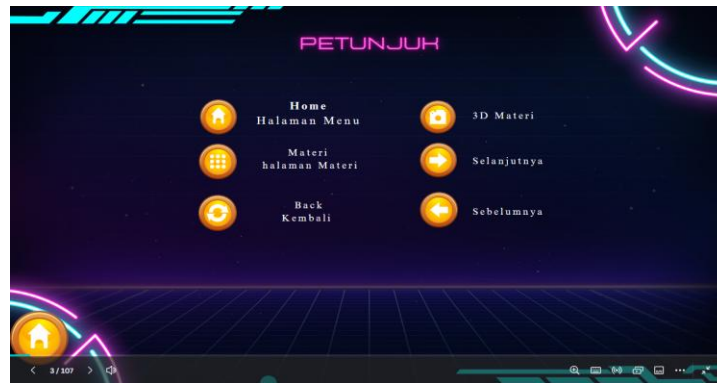 PETUNJUK
Home
Halaman Menu
3D Materi
Materi
halaman Materi
Selanjutnya
Back
Kembali
Sebelumnya
3 / 107